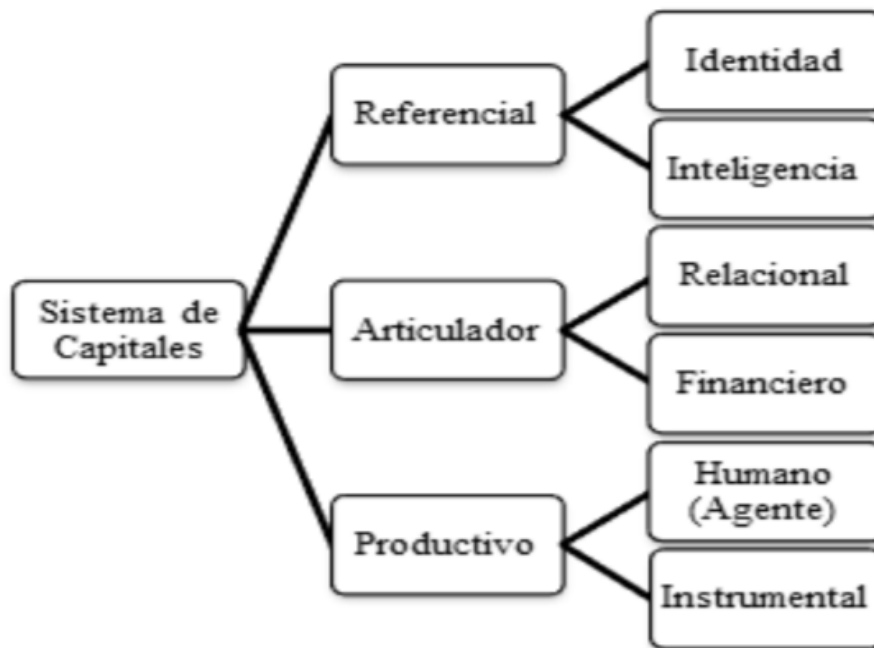 Sistema de
Capitales
Referencial
Identidad
Inteligencia
Articulador
Relacional
Financiero
Productivo
Humano
(Agente)
Instrumental